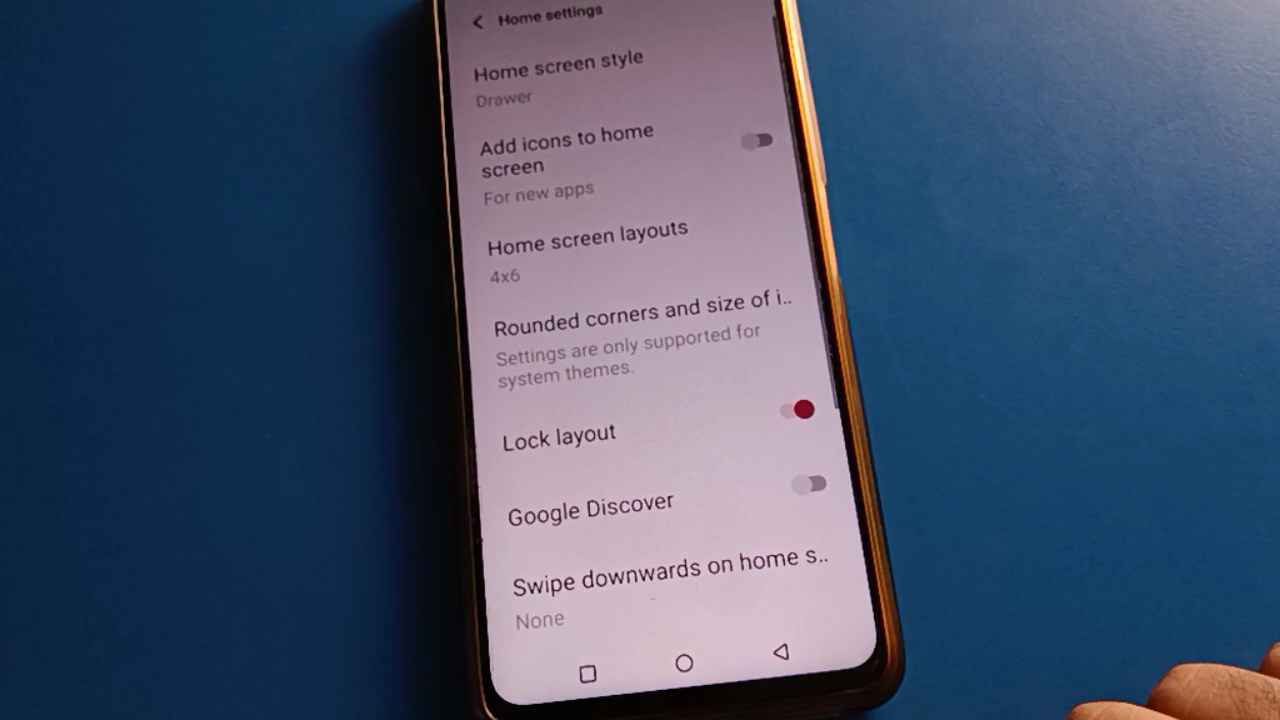 Home settings
Home screen style
Drawer
Add icons to home
screen
For new apps
Home screen layouts
4x6
Rounded corners and size of i..
Settings are only supported for
system themes.
Lock layout
Google Discover
Swipe downwards on home s..
None